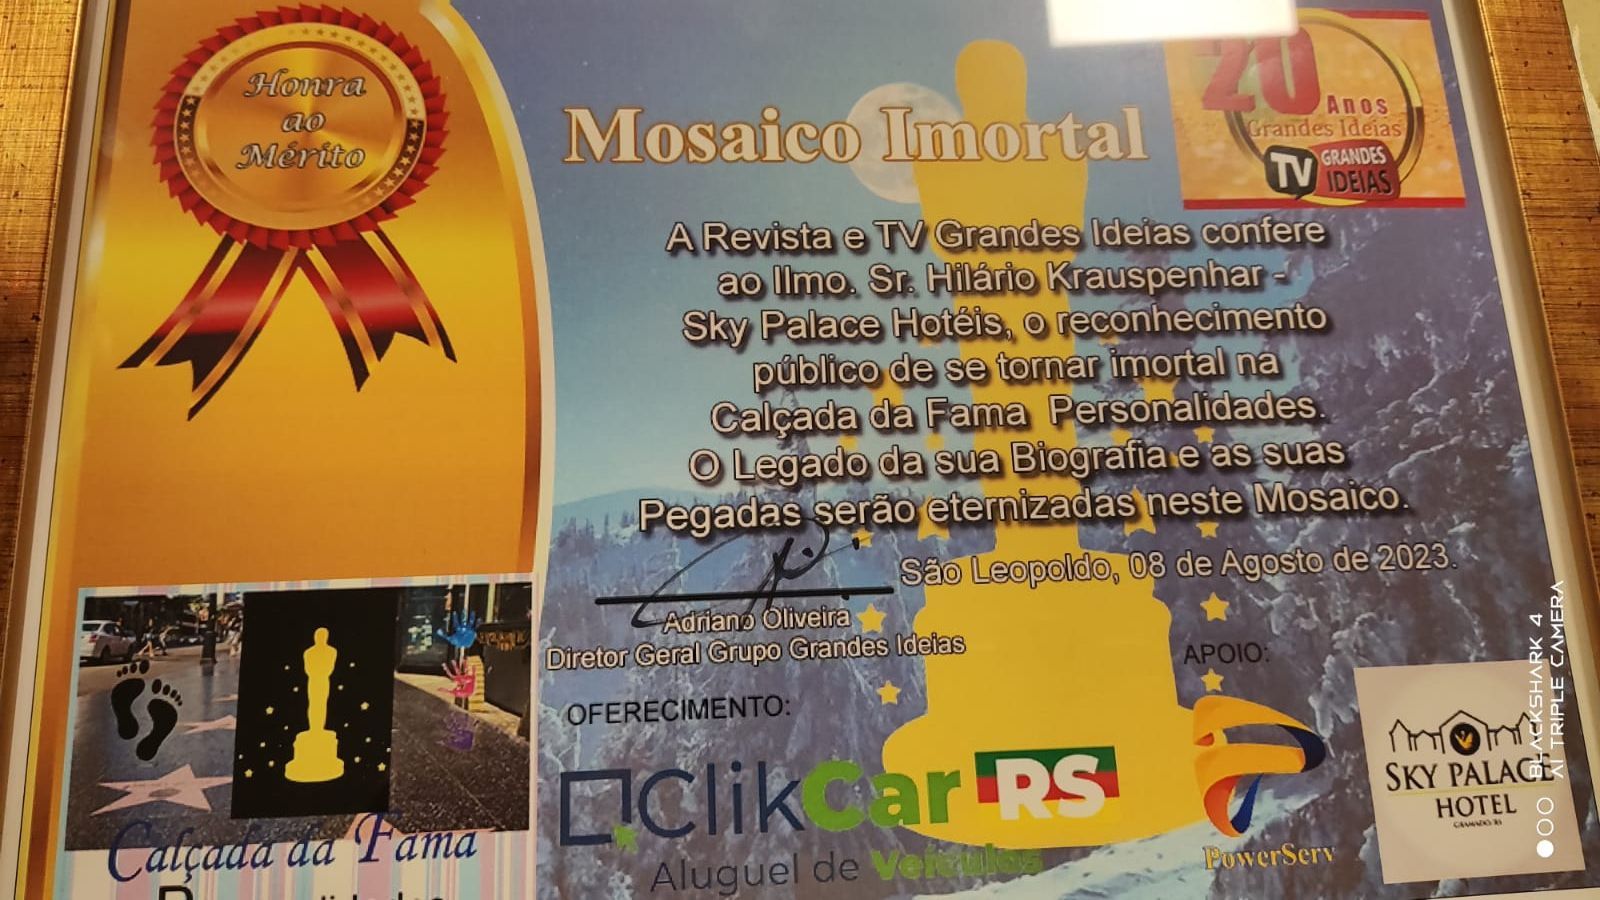 Honra
ao
Mérito
Mosaico Imortal
20
Anos
Grandes Ideias
TV GRANDES
IDEIAS
A Revista e TV Grandes Ideias confere
ao Ilmo. Sr. Hilário Krauspenhar -
Sky Palace Hotéis, o reconhecimento
público de se tornar imortal na
Calçada da Fama Personalidades.
O Legado da sua Biografia e as suas
Pegadas serão eternizadas neste Mosaico.
São Leopoldo, 08 de Agosto de 2023.
Adriano Oliveira
Diretor Geral Grupo Grandes Ideias
OFERECIMENTO:
APOIO:
ClikCar RS
Aluguel de Veículos
PowerServ
SKY PALACE
HOTEL
GRAMADO RS
Calçada da Fama
BLACKSHARK 4
AI TRIPLE CAMERA